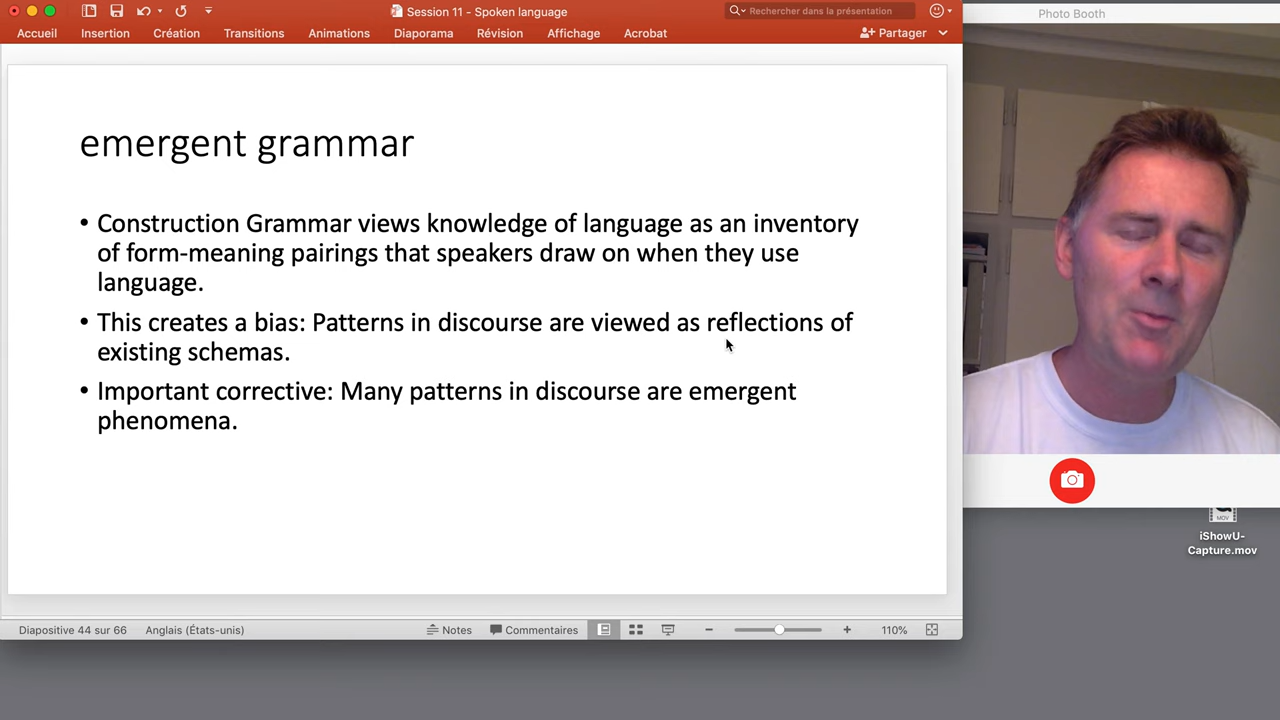 Session 11 - Spoken language
Rechercher dans la présentation
Accueil
Insertion
Création
Transitions
Animations
Diaporama
Révision
Affichage
Acrobat
Partager
Photo Booth
emergent grammar
• Construction Grammar views knowledge of language as an inventory
of form-meaning pairings that speakers draw on when they use
language.
• This creates a bias: Patterns in discourse are viewed as reflections of
existing schemas.
• Important corrective: Many patterns in discourse are emergent
phenomena.
MOV
iShowU-
Capture.mov
Diapositive 44 sur 66
Anglais (États-unis)
Notes
Commentaires
110%